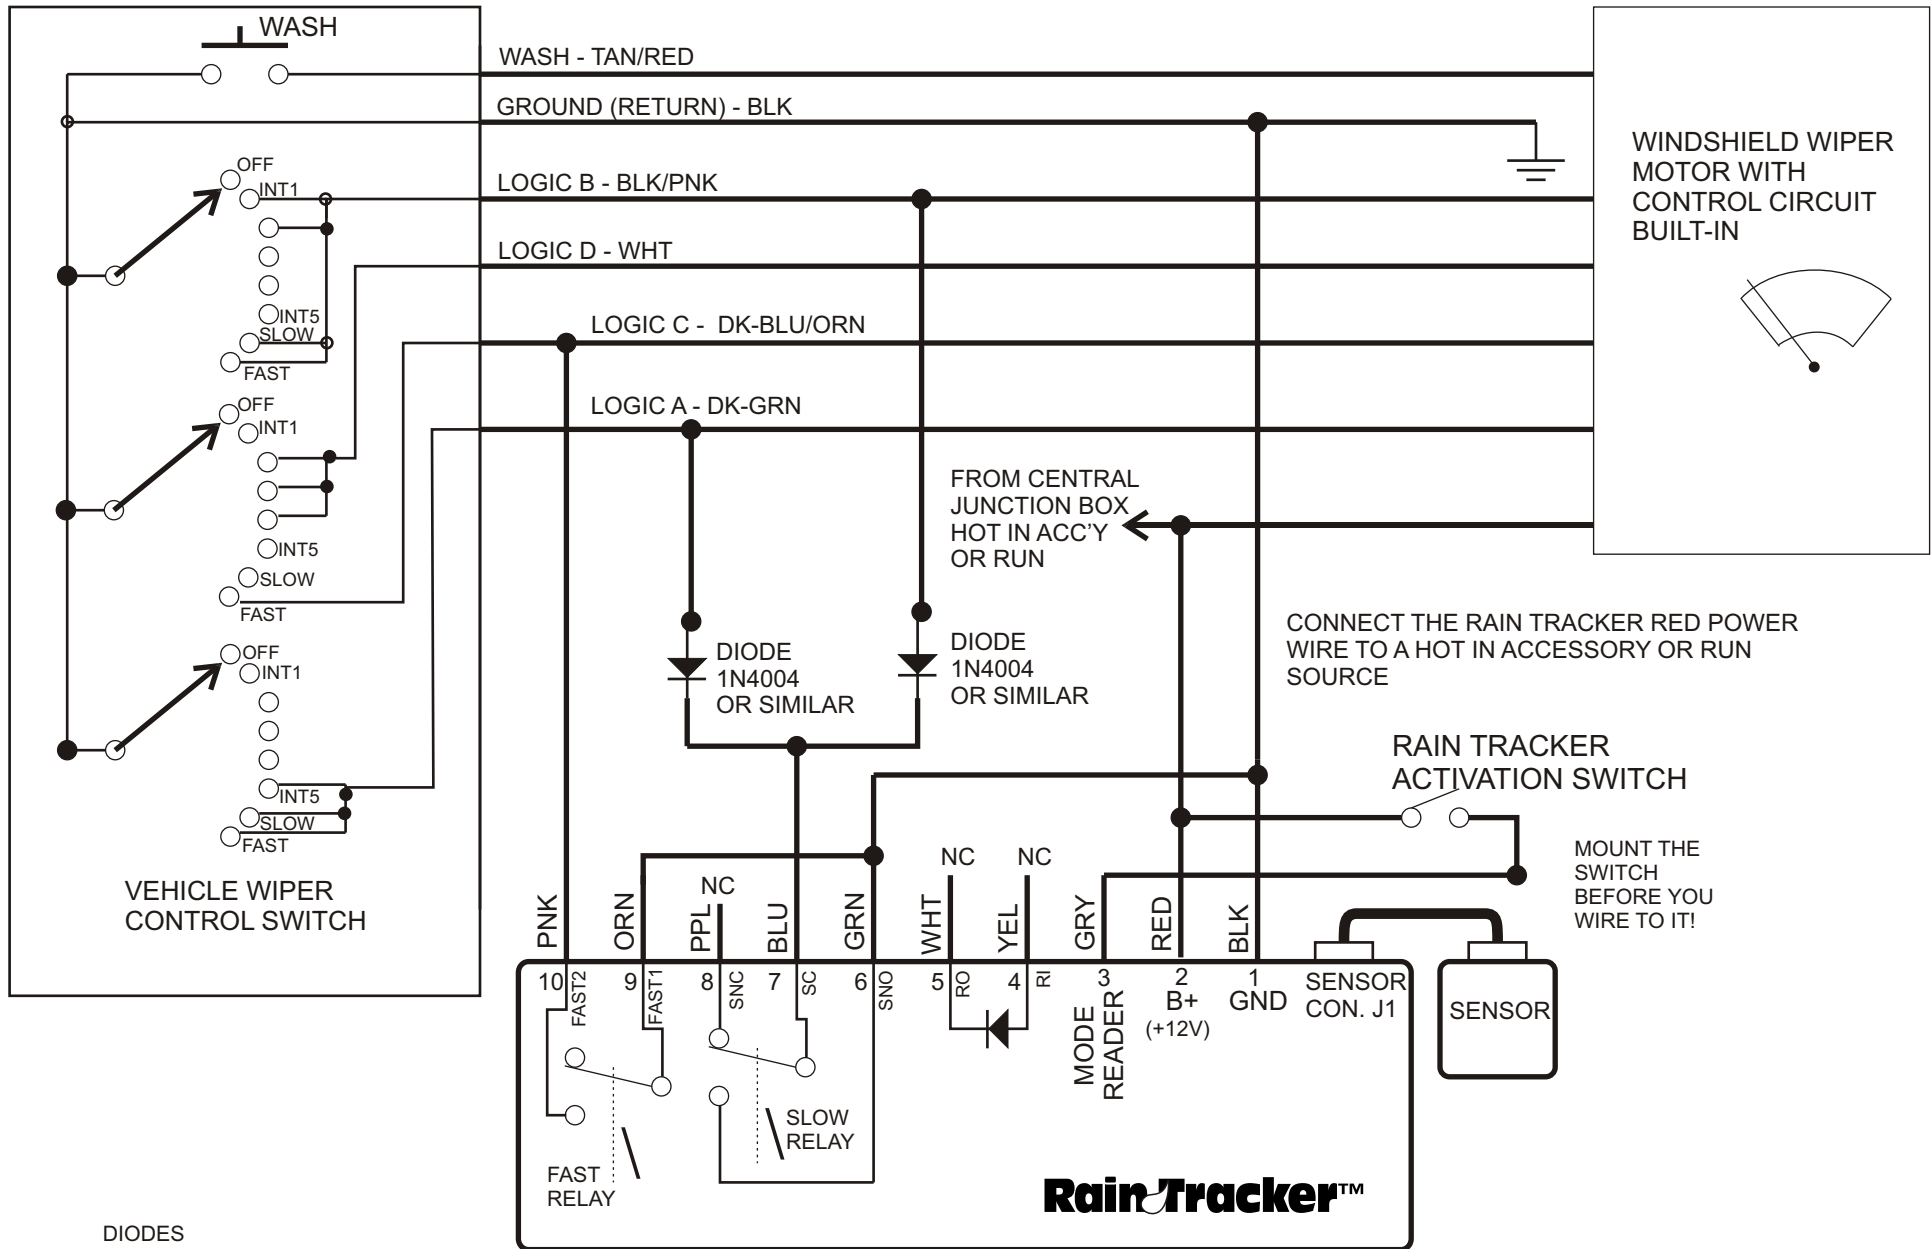 WASH
WASH - TAN/RED
GROUND (RETURN) - BLK
LOGIC B - BLK/PNK
LOGIC D - WHT
LOGIC C - DK-BLU/ORN
LOGIC A - DK-GRN
OFF
INT1
INT5
SLOW
FAST
OFF
INT1
INT5
SLOW
FAST
OFF
INT1
INT5
SLOW
FAST
VEHICLE WIPER
CONTROL SWITCH
WINDSHIELD WIPER
MOTOR WITH
CONTROL CIRCUIT
BUILT-IN
FROM CENTRAL
JUNCTION BOX
HOT IN ACC'Y
OR RUN
DIODE
1N4004
OR SIMILAR
DIODE
1N4004
OR SIMILAR
CONNECT THE RAIN TRACKER RED POWER
WIRE TO A HOT IN ACCESSORY OR RUN
SOURCE
RAIN TRACKER
ACTIVATION SWITCH
MOUNT THE
SWITCH
BEFORE YOU
WIRE TO IT!
NC
NC
NC
PNK
ORN
PPL
BLU
GRN
WHT
YEL
GRY
RED
BLK
10
FAST2
9
FAST1
8
SNC
7
SC
6
SNO
5
RO
4
RI
3
MODE
READER
2
B+
(+12V)
1
GND
SENSOR
CON. J1
SENSOR
SLOW
RELAY
FAST
RELAY
RainTracker™
DIODES